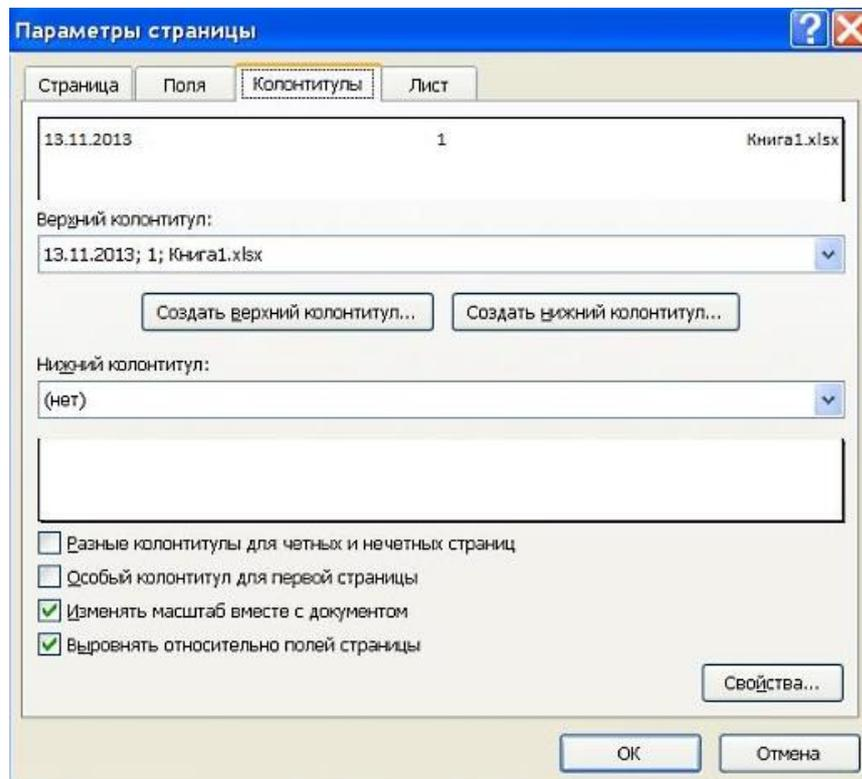 Параметры страницы
Страница Поля Колонтитулы Лист
13.11.2013 1 Книга1.xlsx
Верхний колонтитул:
13.11.2013; 1; Книга1.xlsx
Создать верхний колонтитул... Создать нижний колонтитул...
Нижний колонтитул:
(нет)
Разные колонтитулы для четных и нечетных страниц
Особый колонтитул для первой страницы
Изменять масштаб вместе с документом
Выровнять относительно полей страницы
Свойства...
ОК Отмена